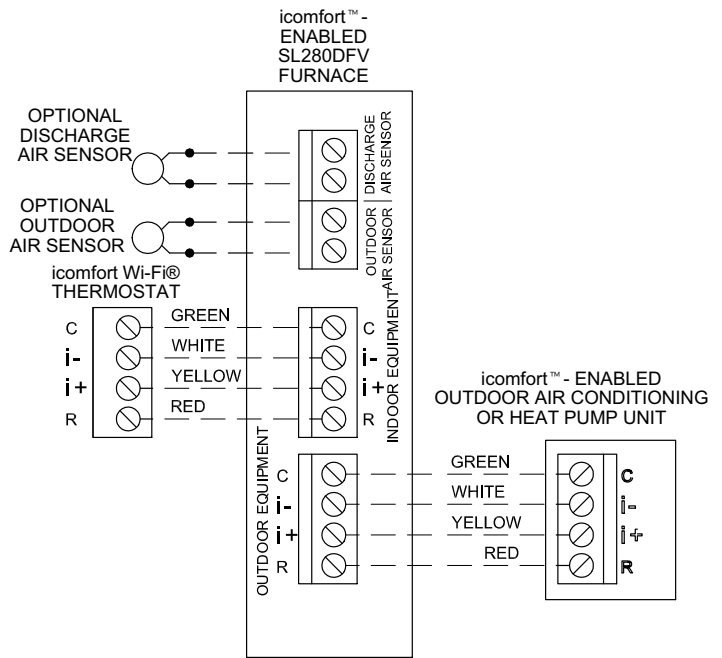 icomfort™-
ENABLED
SL280DFV
FURNACE
OPTIONAL
DISCHARGE
AIR SENSOR
DISCHARGE
AIR SENSOR
OPTIONAL
OUTDOOR
AIR SENSOR
OUTDOOR
AIR SENSOR
icomfort Wi-Fi®
THERMOSTAT
C
GREEN
C
i-
WHITE
i-
i+
YELLOW
i+
R
RED
R
INDOOR EQUIPMENT
icomfort™- ENABLED
OUTDOOR AIR CONDITIONING
OR HEAT PUMP UNIT
OUTDOOR EQUIPMENT
C
GREEN
C
i-
WHITE
i-
i+
YELLOW
i+
R
RED
R